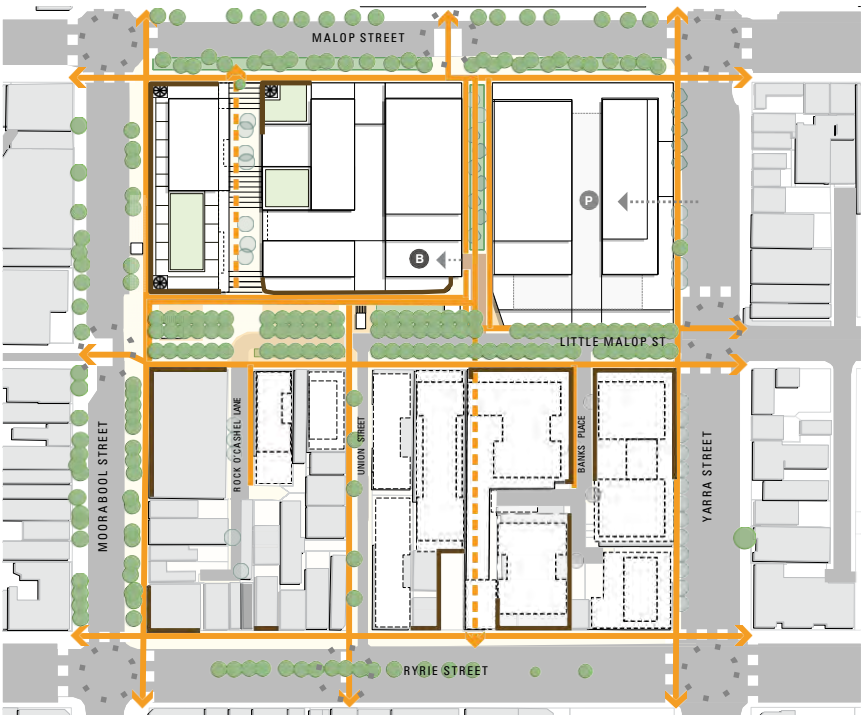 MALOP STREET
P
B
LITTLE MALOP ST
ROCK O'CASHEL LANE
UNION STREET
BANKS PLACE
MOORABOOL STREET
YARRA STREET
RYRIE STREET